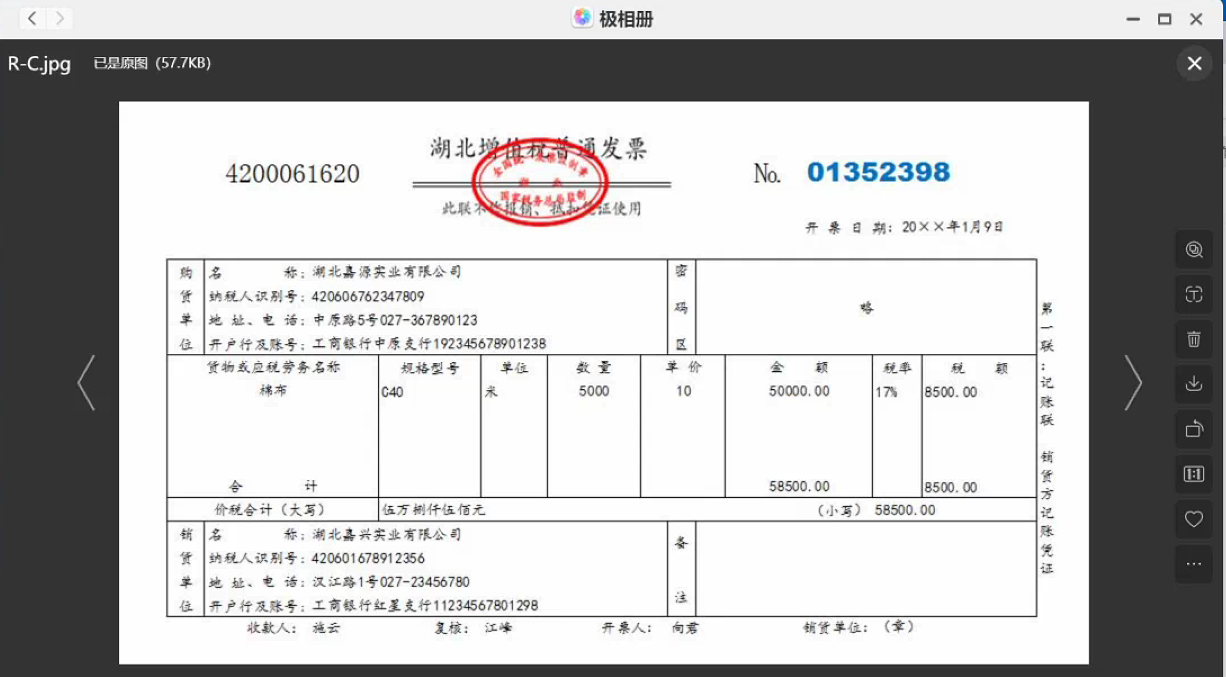 极相册
R-C.jpg 已是原图（57.7KB）
湖北增值税普通发票
4200061620
No. 01352398
全国统一发票监制章
国家税务总局监制
此联不作报销、抵扣凭证使用
开票日期：20××年1月9日
购货单位
名称：湖北嘉源实业有限公司
纳税人识别号：420606762347809
地址、电话：中原路5号027-367890123
开户行及账号：工商银行中原支行192345678901238
密码区
略
货物或应税劳务名称 规格型号 单位 数量 单价 金额 税率 税额
棉布 G40 米 5000 10 50000.00 17% 8500.00
合计 58500.00 8500.00
价税合计（大写） 伍万捌仟伍佰元 （小写） 58500.00
销货单位
名称：湖北嘉兴实业有限公司
纳税人识别号：420601678912356
地址、电话：汉江路1号027-23456780
开户行及账号：工商银行红星支行11234567801298
备注
收款人：施云 复核：江峰 开票人：向君 销货单位：（章）
第一联：记账联 销货方记账凭证
1:1